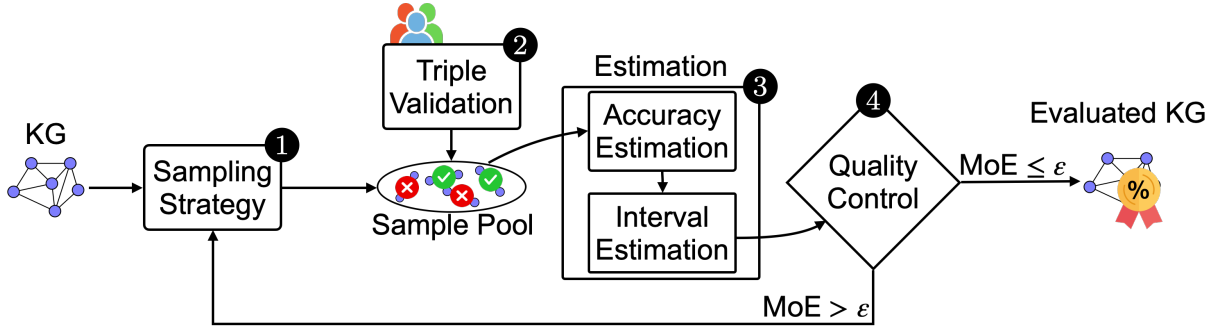 KG
1
Sampling
Strategy
2
Triple
Validation
Sample Pool
Estimation
3
Accuracy
Estimation
Interval
Estimation
4
Quality
Control
MoE ≤ ε
MoE > ε
Evaluated KG
%